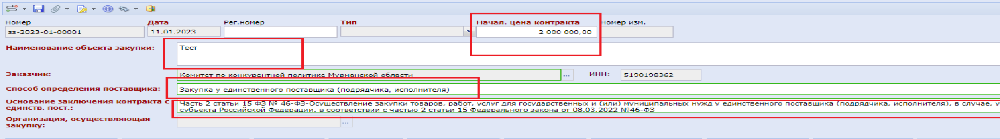 Номер Дата Рег.номер Тип Начал. цена контракта Номер изм.
зз-2023-01-00001 11.01.2023 2 000 000,00
Наименование объекта закупки: Тест
Заказчик: Комитет по конкурентной политике Мурманской области ... ИНН: 5190198362
Способ определения поставщика: Закупка у единственного поставщика (подрядчика, исполнителя)
Основание заключения контракта с Часть 2 статьи 15 ФЗ № 46-ФЗ-Осуществление закупки товаров, работ, услуг для государственных и (или) муниципальных нужд у единственного поставщика (подрядчика, исполнителя), в случае, у
единств. пост.: субъекта Российской Федерации, в соответствии с частью 2 статьи 15 Федерального закона от 08.03.2022 №46-ФЗ
Организация, осуществляющая ...
закупку: